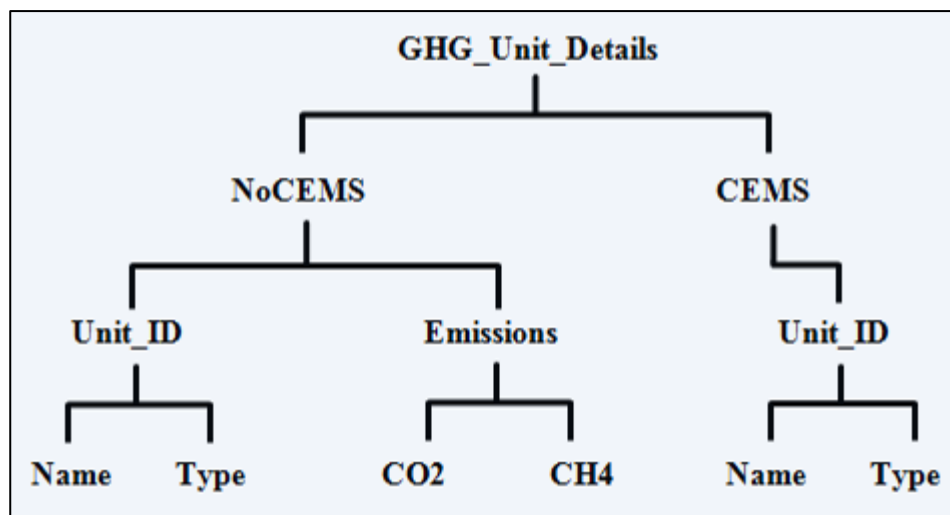 GHG_Unit_Details
NoCEMS CEMS
Unit_ID Emissions Unit_ID
Name Type CO2 CH4 Name Type